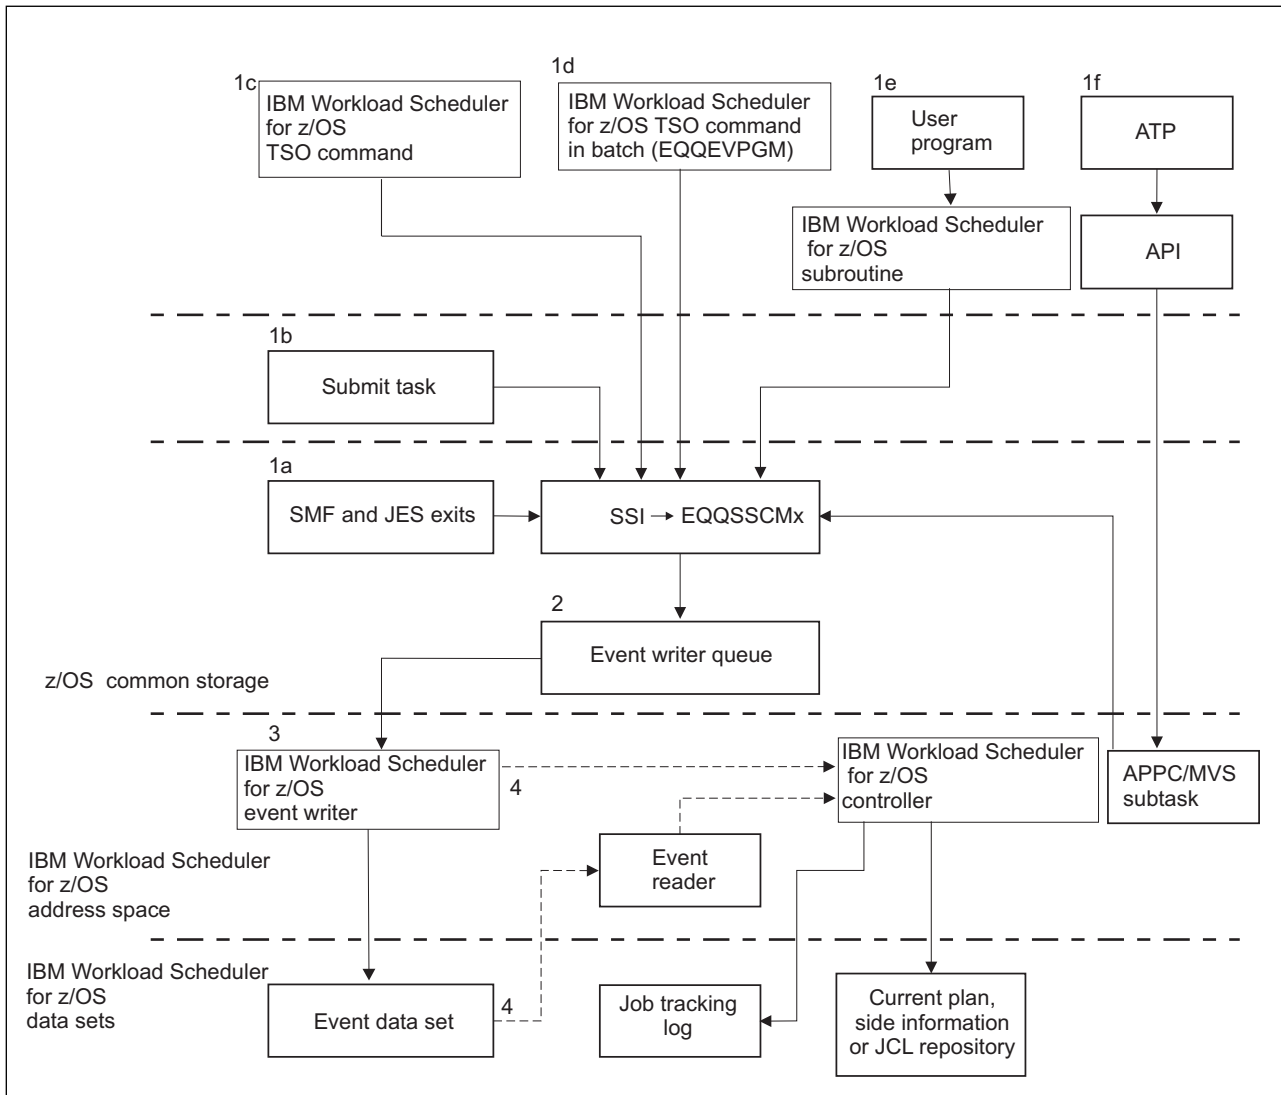 1c
IBM Workload Scheduler
for z/OS
TSO command
1d
IBM Workload Scheduler
for z/OS TSO command
in batch (EQQEVPGM)
1e
User
program
1f
ATP
IBM Workload Scheduler
for z/OS
subroutine
API
1b
Submit task
1a
SMF and JES exits
SSI
EQQSSCMx
2
Event writer queue
z/OS common storage
3
IBM Workload Scheduler
for z/OS
event writer
4
IBM Workload Scheduler
for z/OS
controller
APPC/MVS
subtask
IBM Workload Scheduler
for z/OS
address space
Event
reader
IBM Workload Scheduler
for z/OS
data sets
Event data set
4
Job tracking
log
Current plan,
side information
or JCL repository